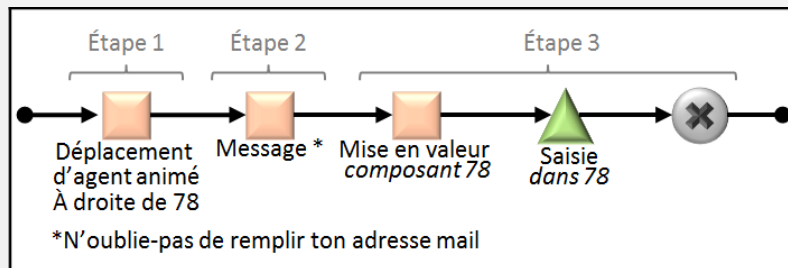 Étape 1
Étape 2
Étape 3
Déplacement
d'agent animé
À droite de 78
Message *
Mise en valeur
composant 78
Saisie
dans 78
*N'oublie-pas de remplir ton adresse mail